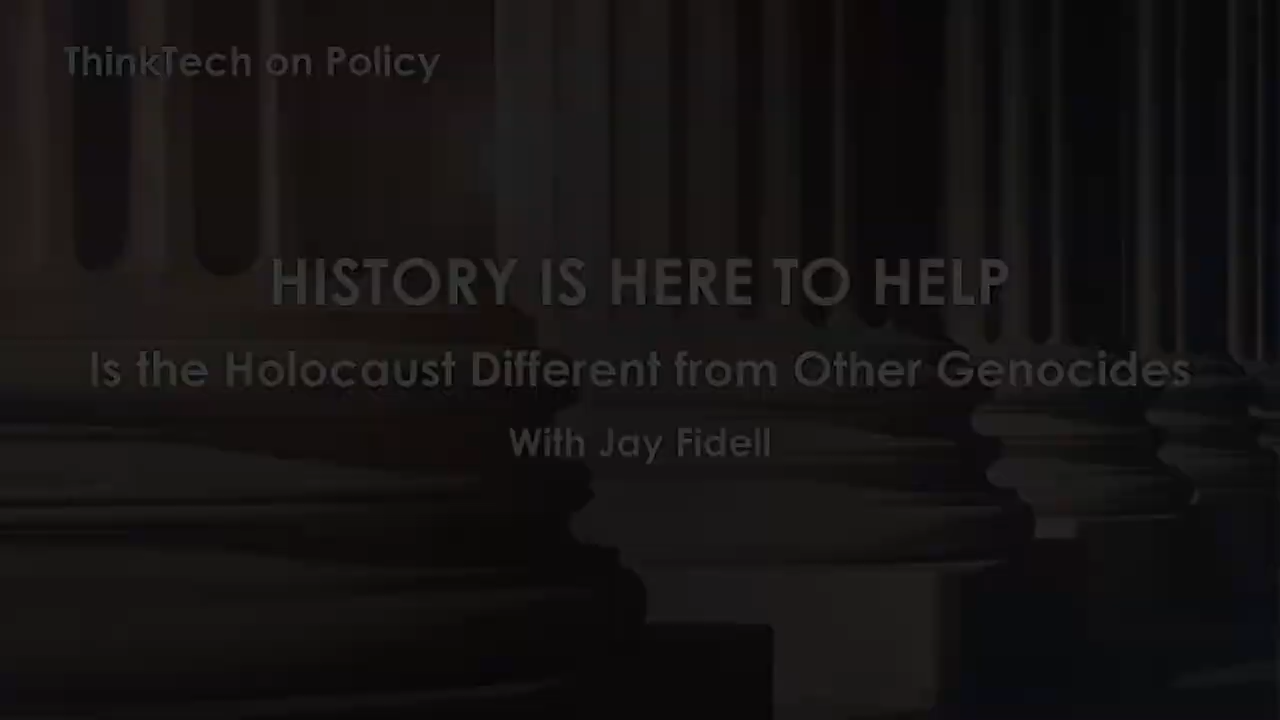 ThinkTech on Policy
HISTORY IS HERE TO HELP
Is the Holocaust Different from Other Genocides
With Jay Fidell